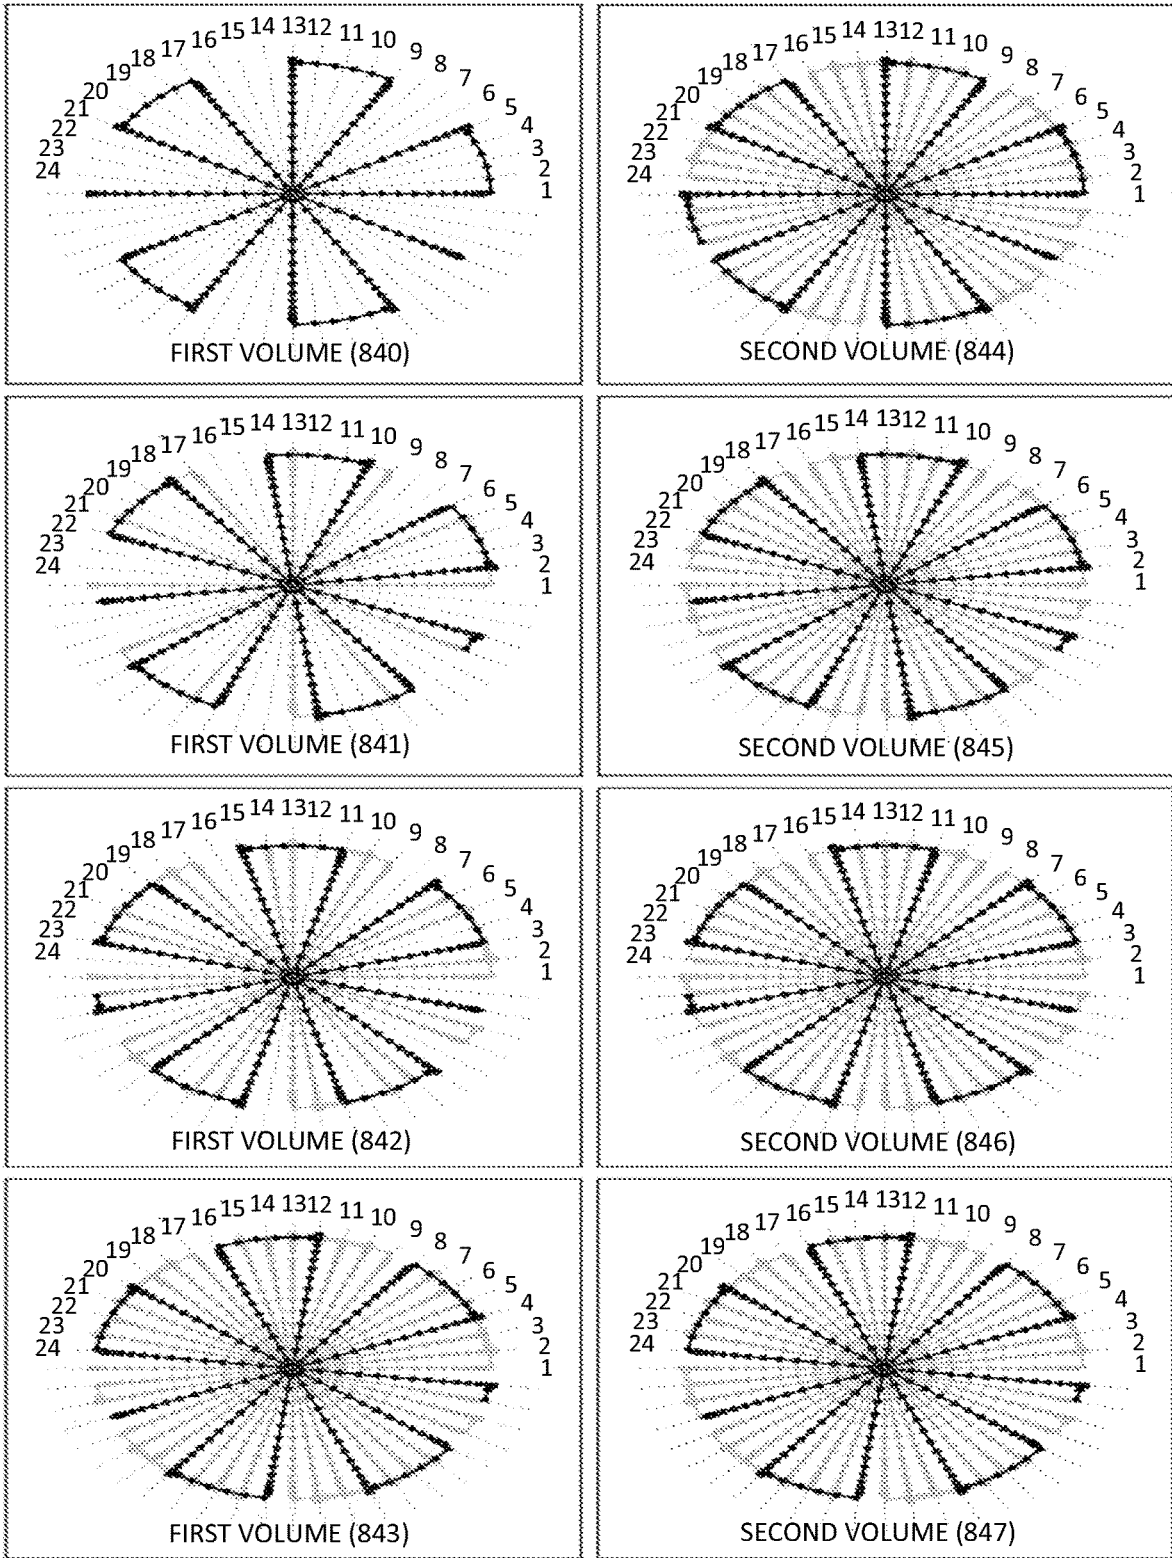 24 23 22 21 20 19 18 17 16 15 14 13 12 11 10 9 8 7 6 5 4 3 2 1
FIRST VOLUME (840)
24 23 22 21 20 19 18 17 16 15 14 13 12 11 10 9 8 7 6 5 4 3 2 1
SECOND VOLUME (844)
24 23 22 21 20 19 18 17 16 15 14 13 12 11 10 9 8 7 6 5 4 3 2 1
FIRST VOLUME (841)
24 23 22 21 20 19 18 17 16 15 14 13 12 11 10 9 8 7 6 5 4 3 2 1
SECOND VOLUME (845)
24 23 22 21 20 19 18 17 16 15 14 13 12 11 10 9 8 7 6 5 4 3 2 1
FIRST VOLUME (842)
24 23 22 21 20 19 18 17 16 15 14 13 12 11 10 9 8 7 6 5 4 3 2 1
SECOND VOLUME (846)
24 23 22 21 20 19 18 17 16 15 14 13 12 11 10 9 8 7 6 5 4 3 2 1
FIRST VOLUME (843)
24 23 22 21 20 19 18 17 16 15 14 13 12 11 10 9 8 7 6 5 4 3 2 1
SECOND VOLUME (847)